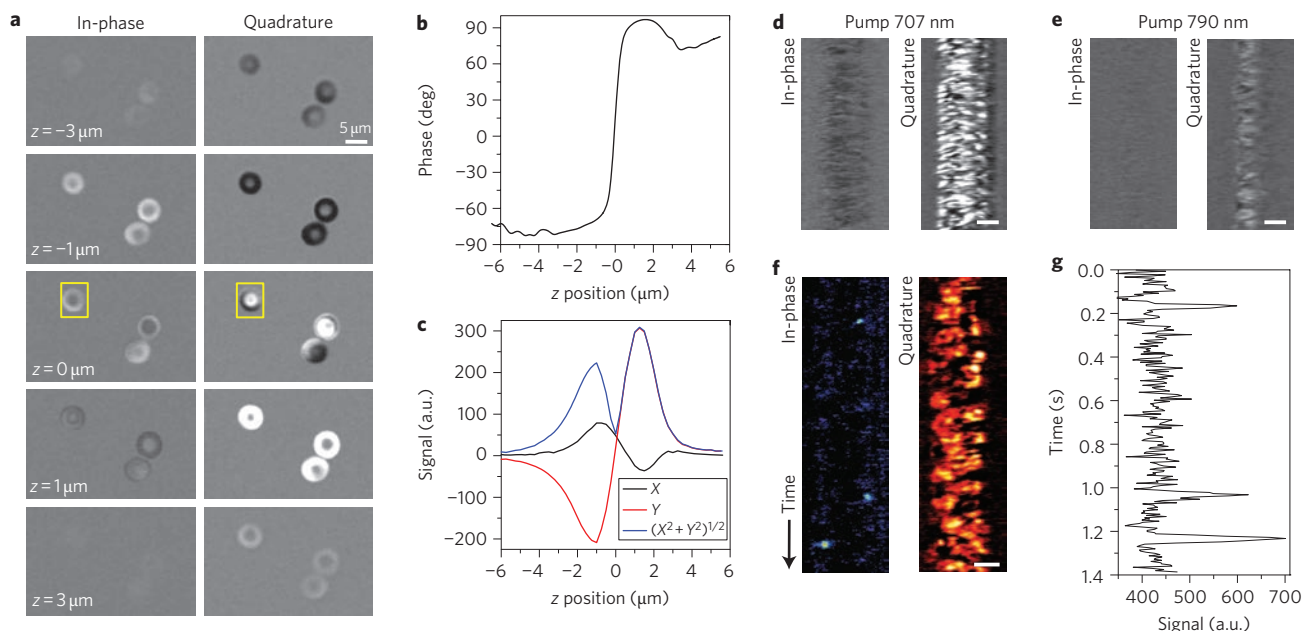 a
In-phase
Quadrature
z = −3 μm
5 μm
z = −1 μm
z = 0 μm
z = 1 μm
z = 3 μm
b
Phase (deg)
90
60
30
0
−30
−60
−90
−6 −4 −2 0 2 4 6
z position (μm)
c
Signal (a.u.)
300
200
100
0
−100
−200
X
Y
(X² + Y²)¹/²
−6 −4 −2 0 2 4 6
z position (μm)
d
Pump 707 nm
In-phase
Quadrature
e
Pump 790 nm
In-phase
Quadrature
f
In-phase
Quadrature
Time
g
Time (s)
0.0
0.2
0.4
0.6
0.8
1.0
1.2
1.4
400 500 600 700
Signal (a.u.)